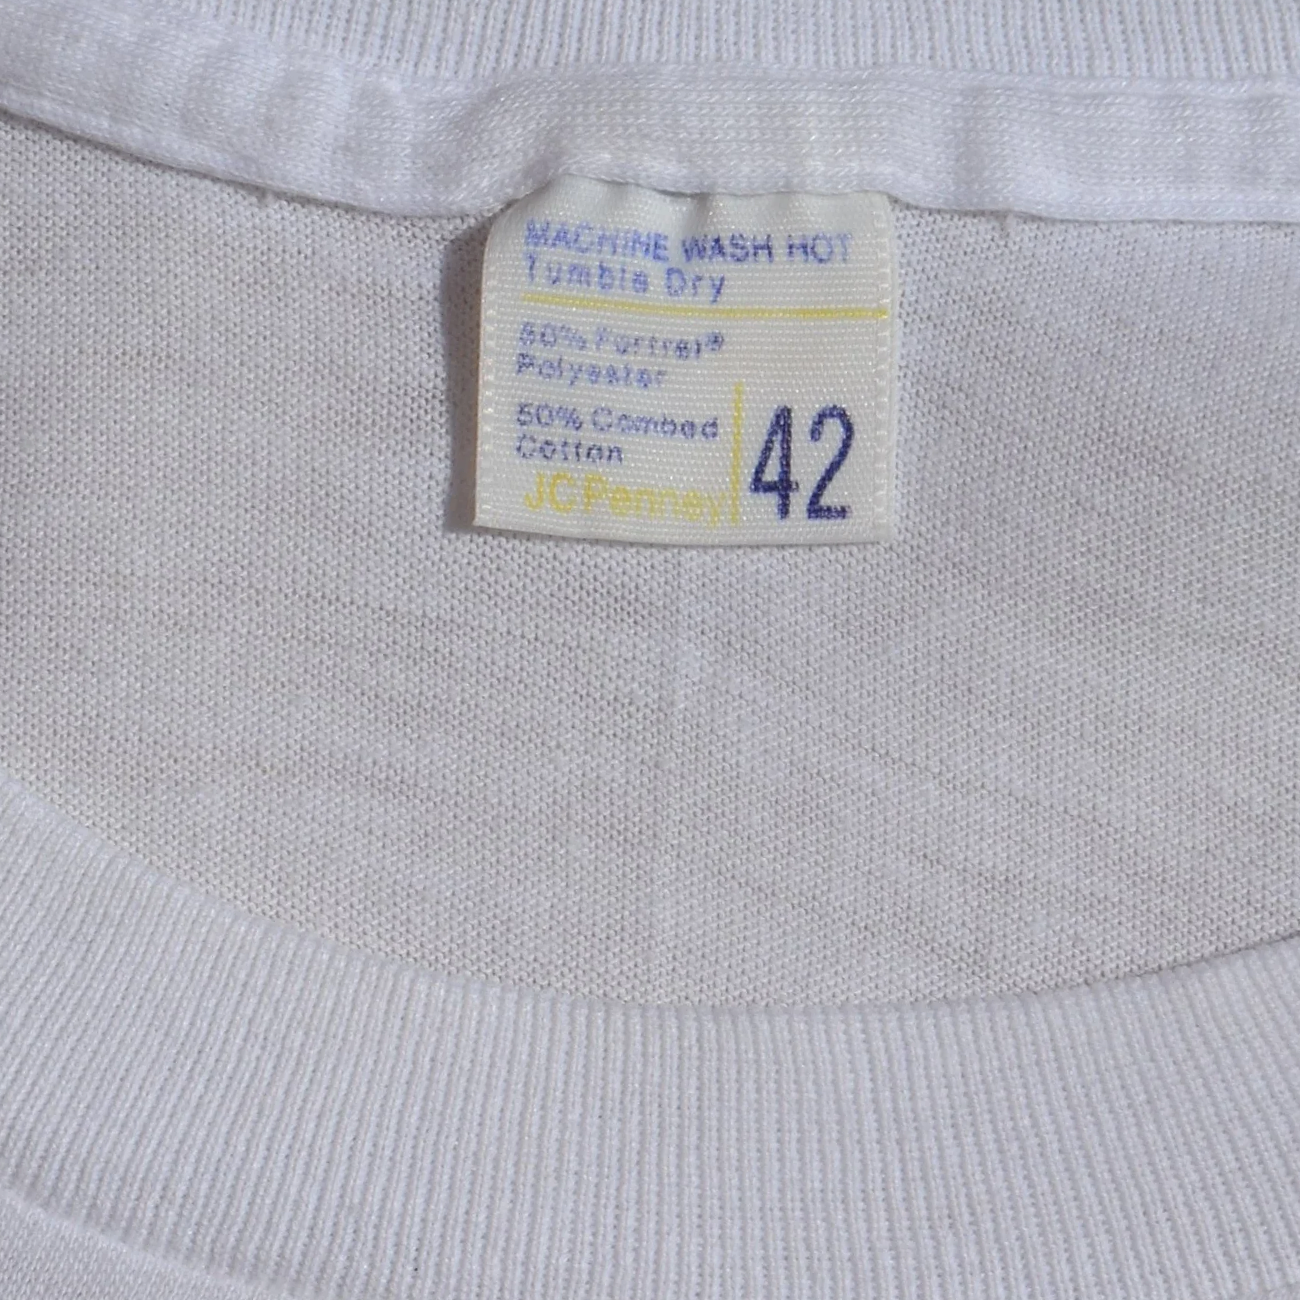 MACHINE WASH HOT
Tumble Dry
50% Fortrel®
Polyester
50% Combed
Cotton
JCPenney
42